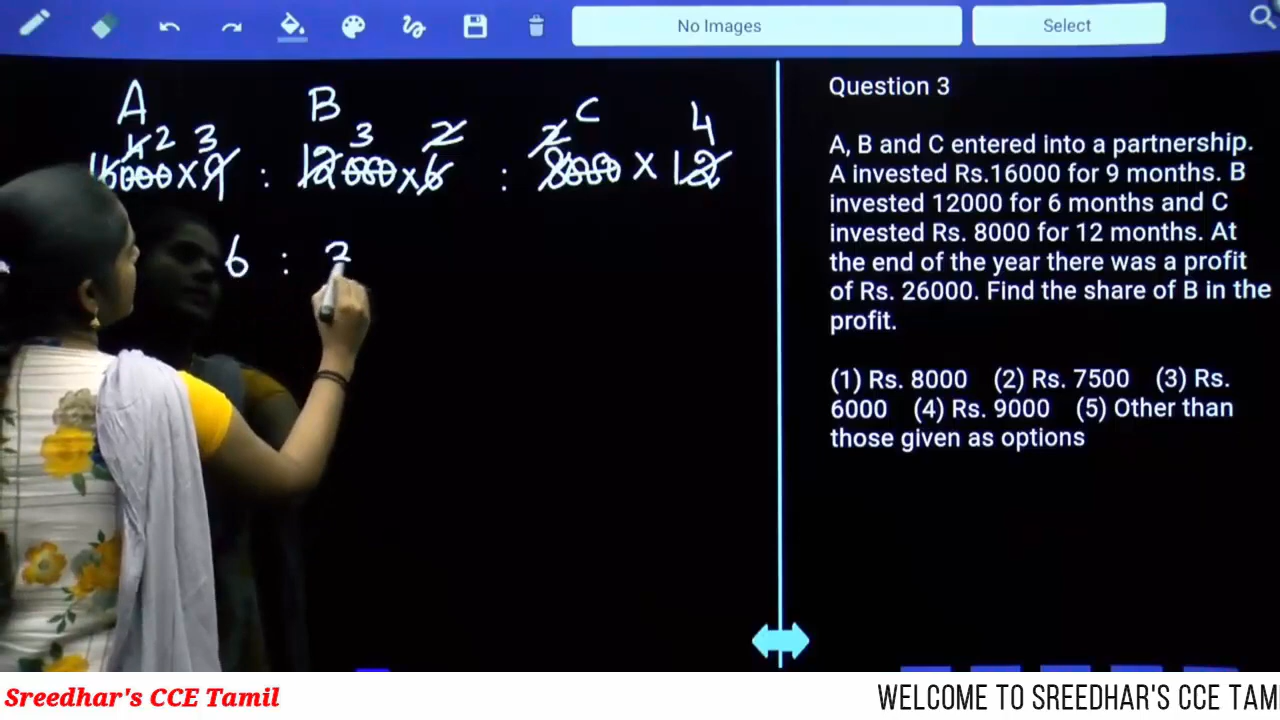 No Images
Select
A B C
4 2 3 3 2 2 4
16000 × 9 : 12000 × 6 : 8000 × 12
6 : 3
Question 3
A, B and C entered into a partnership.
A invested Rs.16000 for 9 months. B
invested 12000 for 6 months and C
invested Rs. 8000 for 12 months. At
the end of the year there was a profit
of Rs. 26000. Find the share of B in the
profit.
(1) Rs. 8000 (2) Rs. 7500 (3) Rs.
6000 (4) Rs. 9000 (5) Other than
those given as options
Sreedhar's CCE Tamil
WELCOME TO SREEDHAR'S CCE TAM